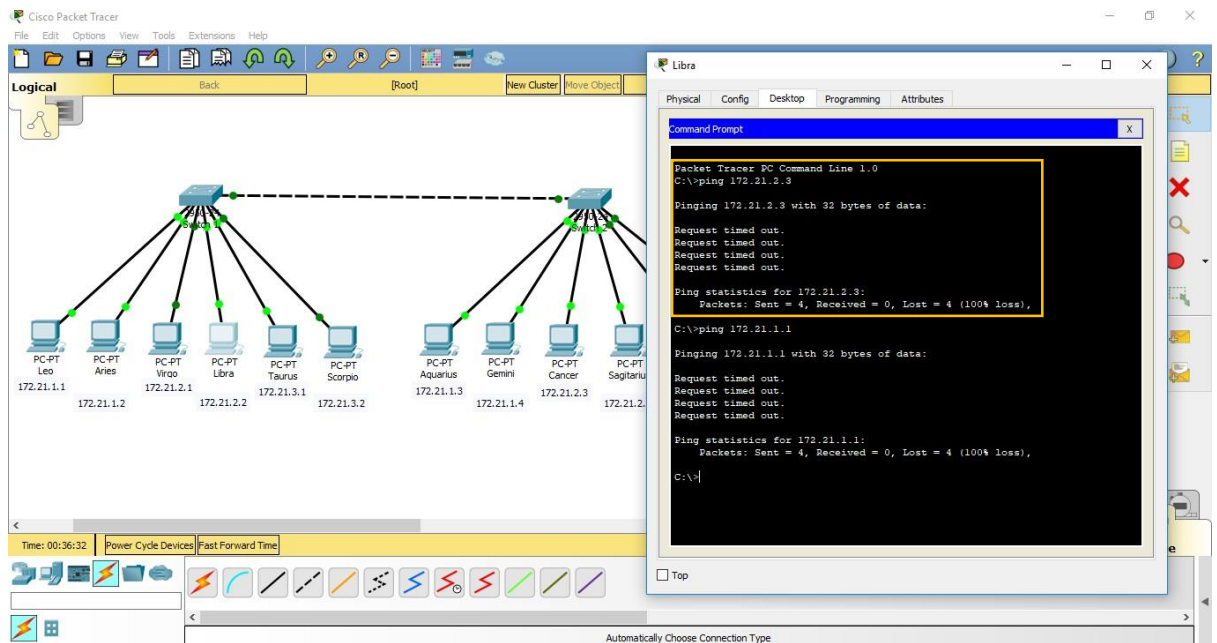 Cisco Packet Tracer
File Edit Options View Tools Extensions Help
Logical
Back
[Root]
New Cluster
Move Object
Switch 1
Switch 2
PC-PT
Leo
172.21.1.1
PC-PT
Aries
172.21.1.2
PC-PT
Virgo
172.21.2.1
PC-PT
Libra
172.21.2.2
PC-PT
Taurus
172.21.3.1
PC-PT
Scorpio
172.21.3.2
PC-PT
Aquarius
172.21.1.3
PC-PT
Gemini
172.21.1.4
PC-PT
Cancer
172.21.2.3
PC-PT
Sagitariu
172.21.2.
Time: 00:36:32
Power Cycle Devices
Fast Forward Time
Automatically Choose Connection Type
Libra
Physical Config Desktop Programming Attributes
Command Prompt
X
Packet Tracer PC Command Line 1.0
C:\>ping 172.21.2.3
Pinging 172.21.2.3 with 32 bytes of data:
Request timed out.
Request timed out.
Request timed out.
Request timed out.
Ping statistics for 172.21.2.3:
Packets: Sent = 4, Received = 0, Lost = 4 (100% loss),
C:\>ping 172.21.1.1
Pinging 172.21.1.1 with 32 bytes of data:
Request timed out.
Request timed out.
Request timed out.
Request timed out.
Ping statistics for 172.21.1.1:
Packets: Sent = 4, Received = 0, Lost = 4 (100% loss),
C:\>
Top